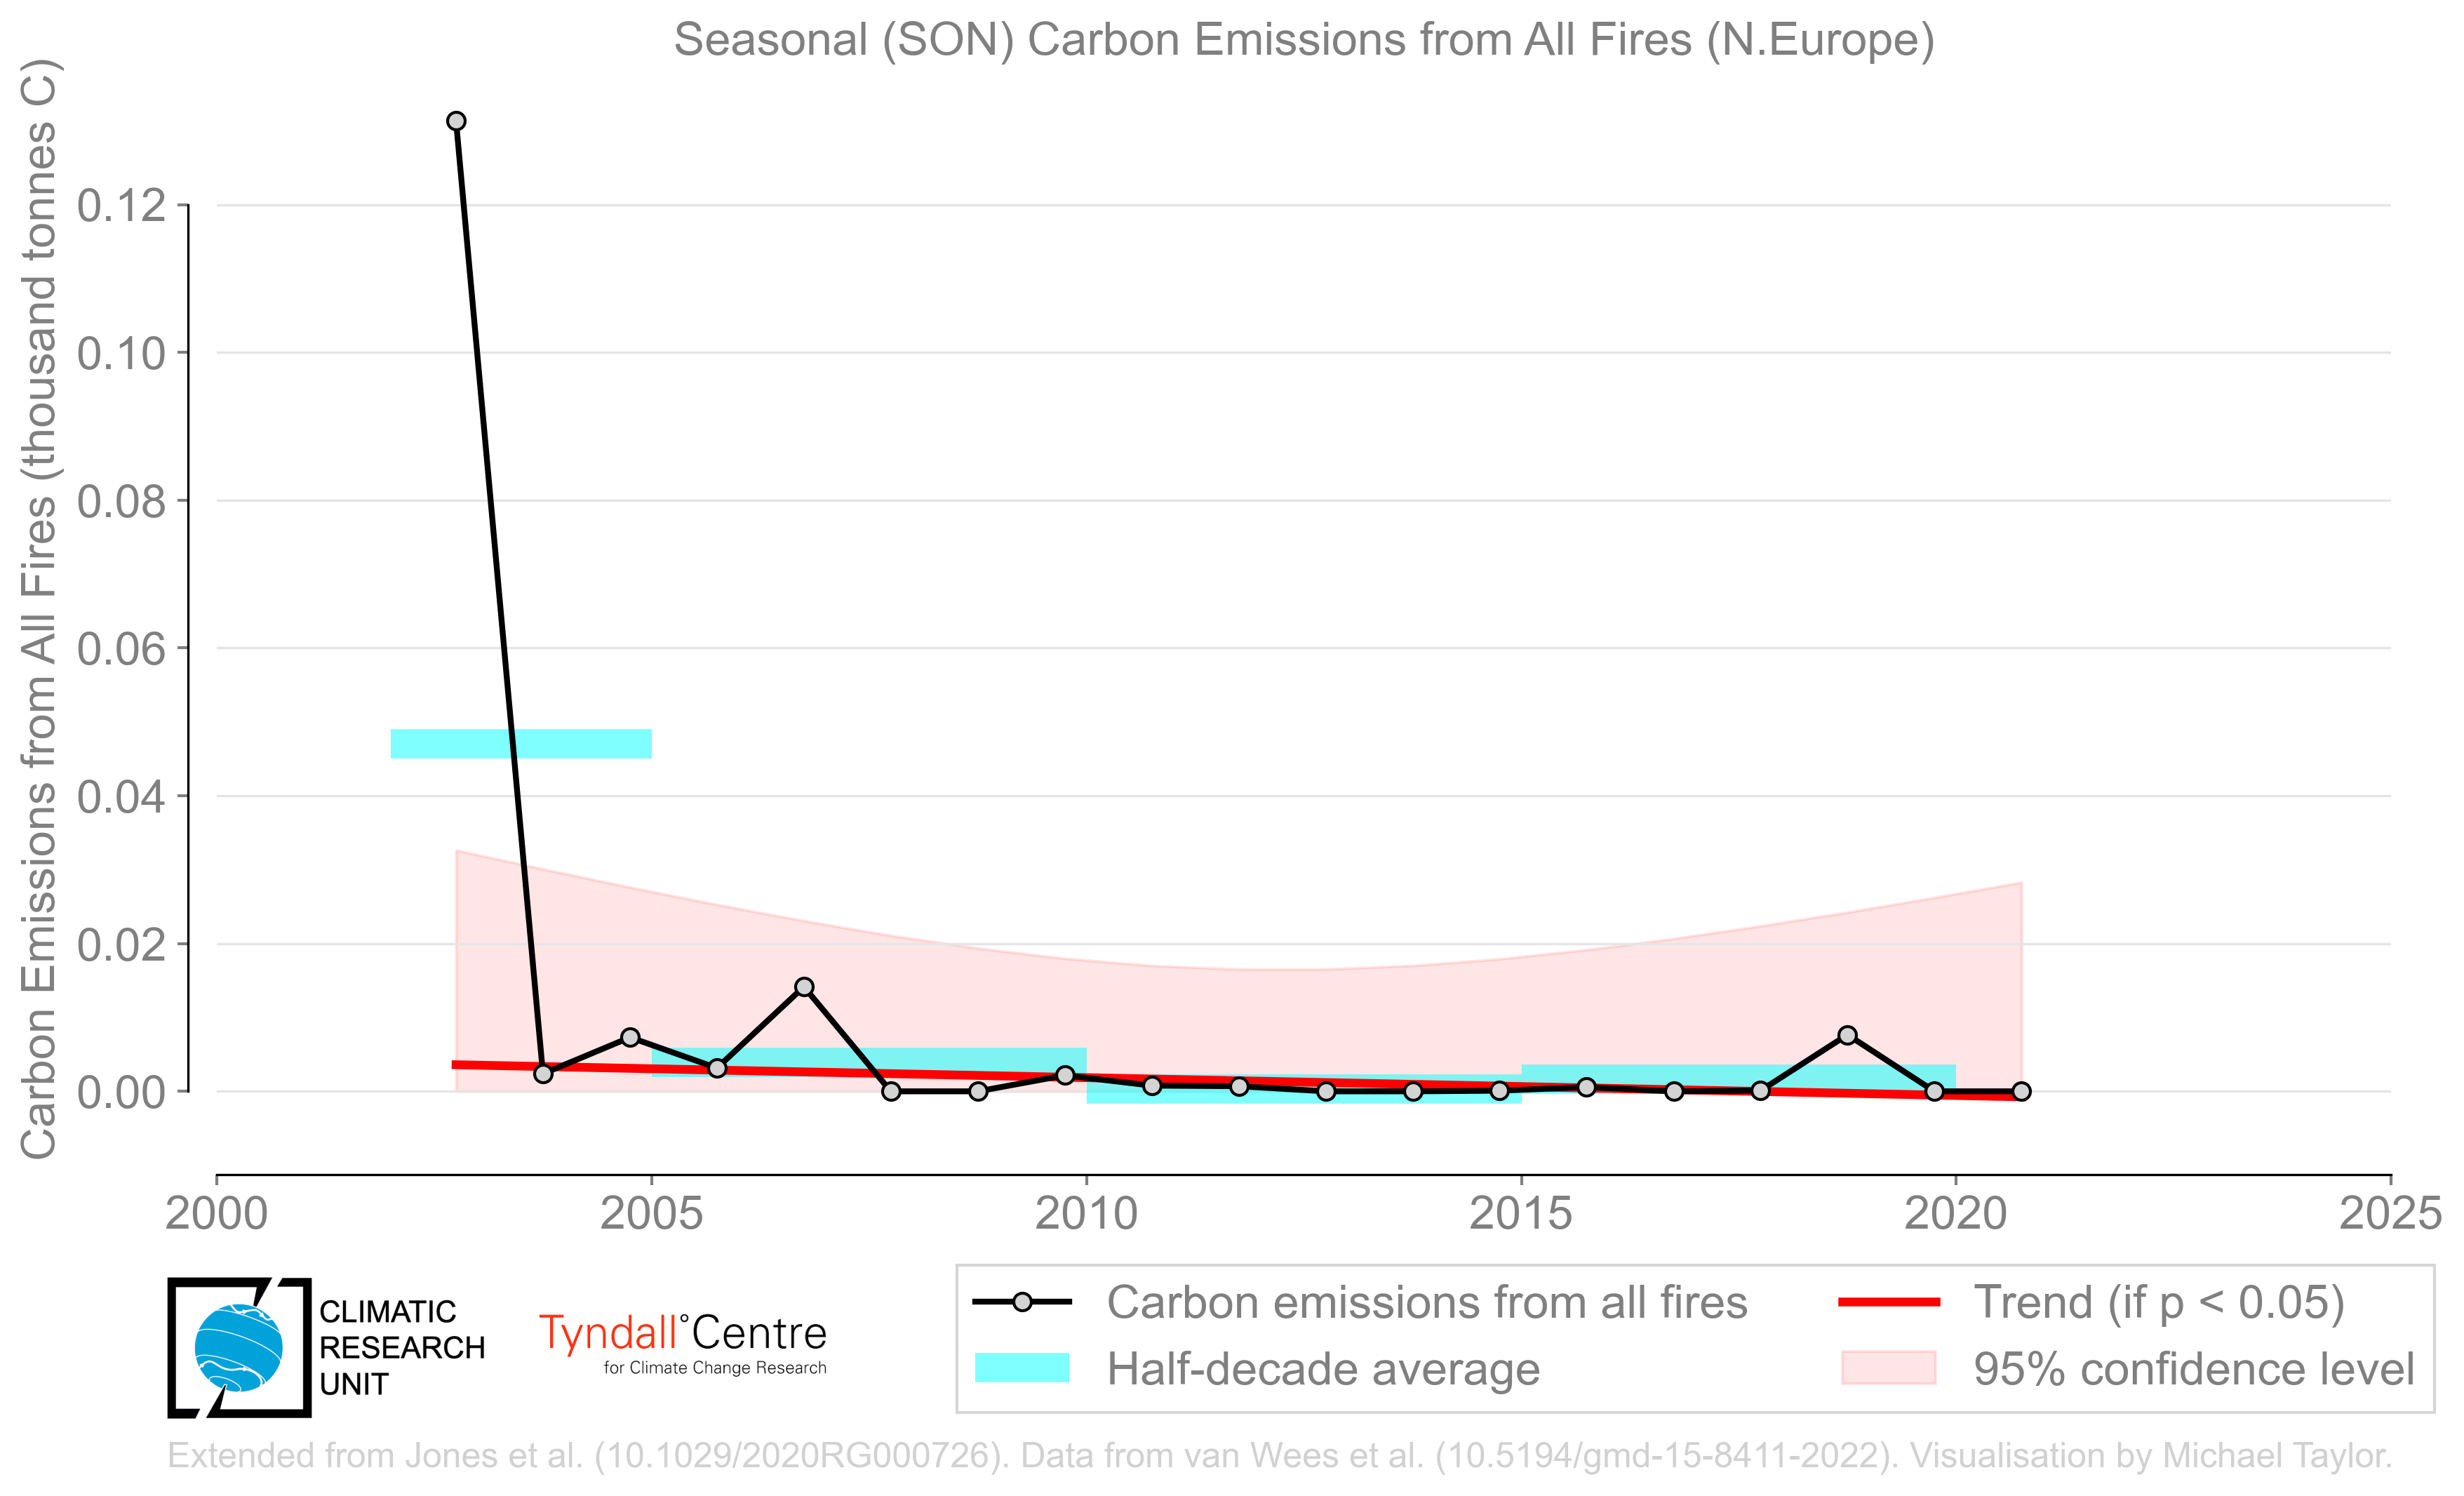 Seasonal (SON) Carbon Emissions from All Fires (N.Europe)
Carbon Emissions from All Fires (thousand tonnes C)
0.12
0.10
0.08
0.06
0.04
0.02
0.00
2000 2005 2010 2015 2020 2025
CLIMATIC
RESEARCH
UNIT
Tyndall°Centre
for Climate Change Research
Carbon emissions from all fires
Half-decade average
Trend (if p < 0.05)
95% confidence level
Extended from Jones et al. (10.1029/2020RG000726). Data from van Wees et al. (10.5194/gmd-15-8411-2022). Visualisation by Michael Taylor.